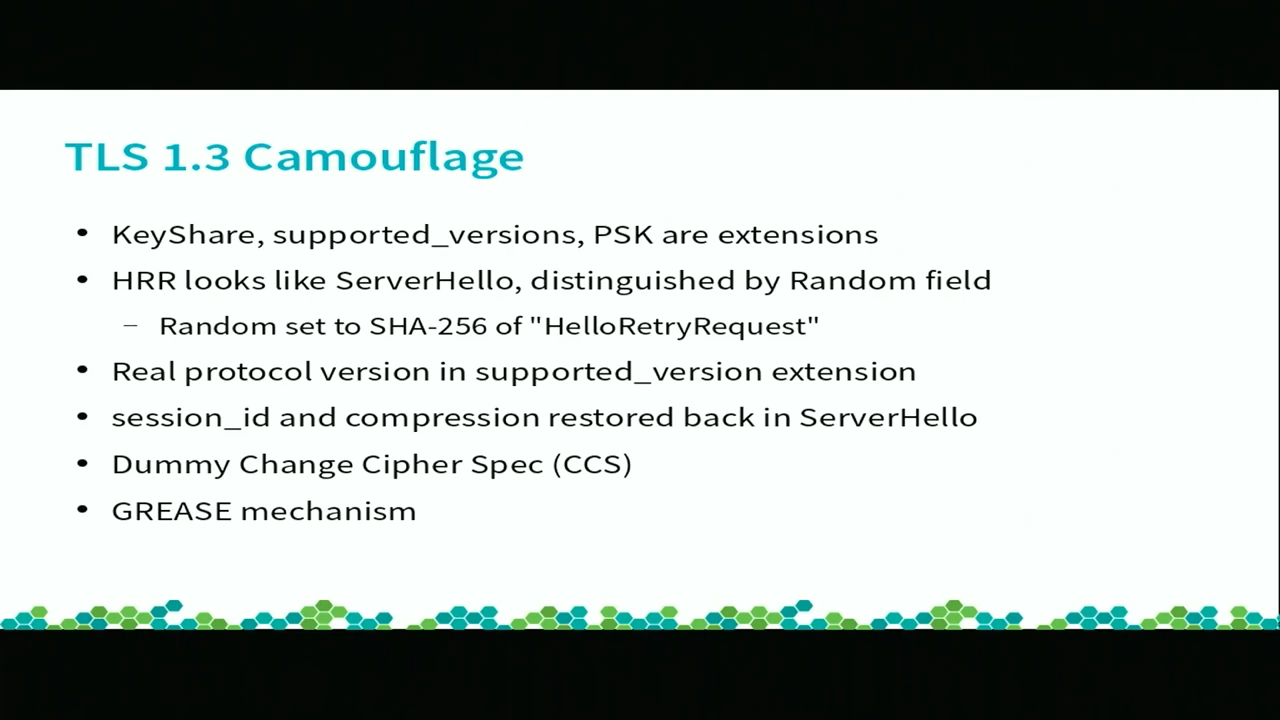 TLS 1.3 Camouflage
• KeyShare, supported_versions, PSK are extensions
• HRR looks like ServerHello, distinguished by Random field
– Random set to SHA-256 of "HelloRetryRequest"
• Real protocol version in supported_version extension
• session_id and compression restored back in ServerHello
• Dummy Change Cipher Spec (CCS)
• GREASE mechanism